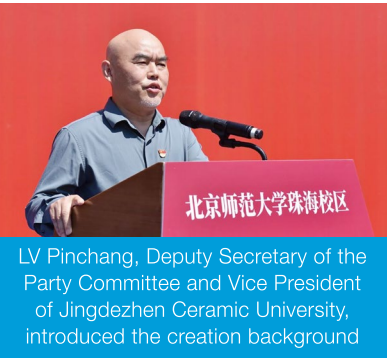 北京师范大学珠海校区
LV Pinchang, Deputy Secretary of the
Party Committee and Vice President
of Jingdezhen Ceramic University,
introduced the creation background